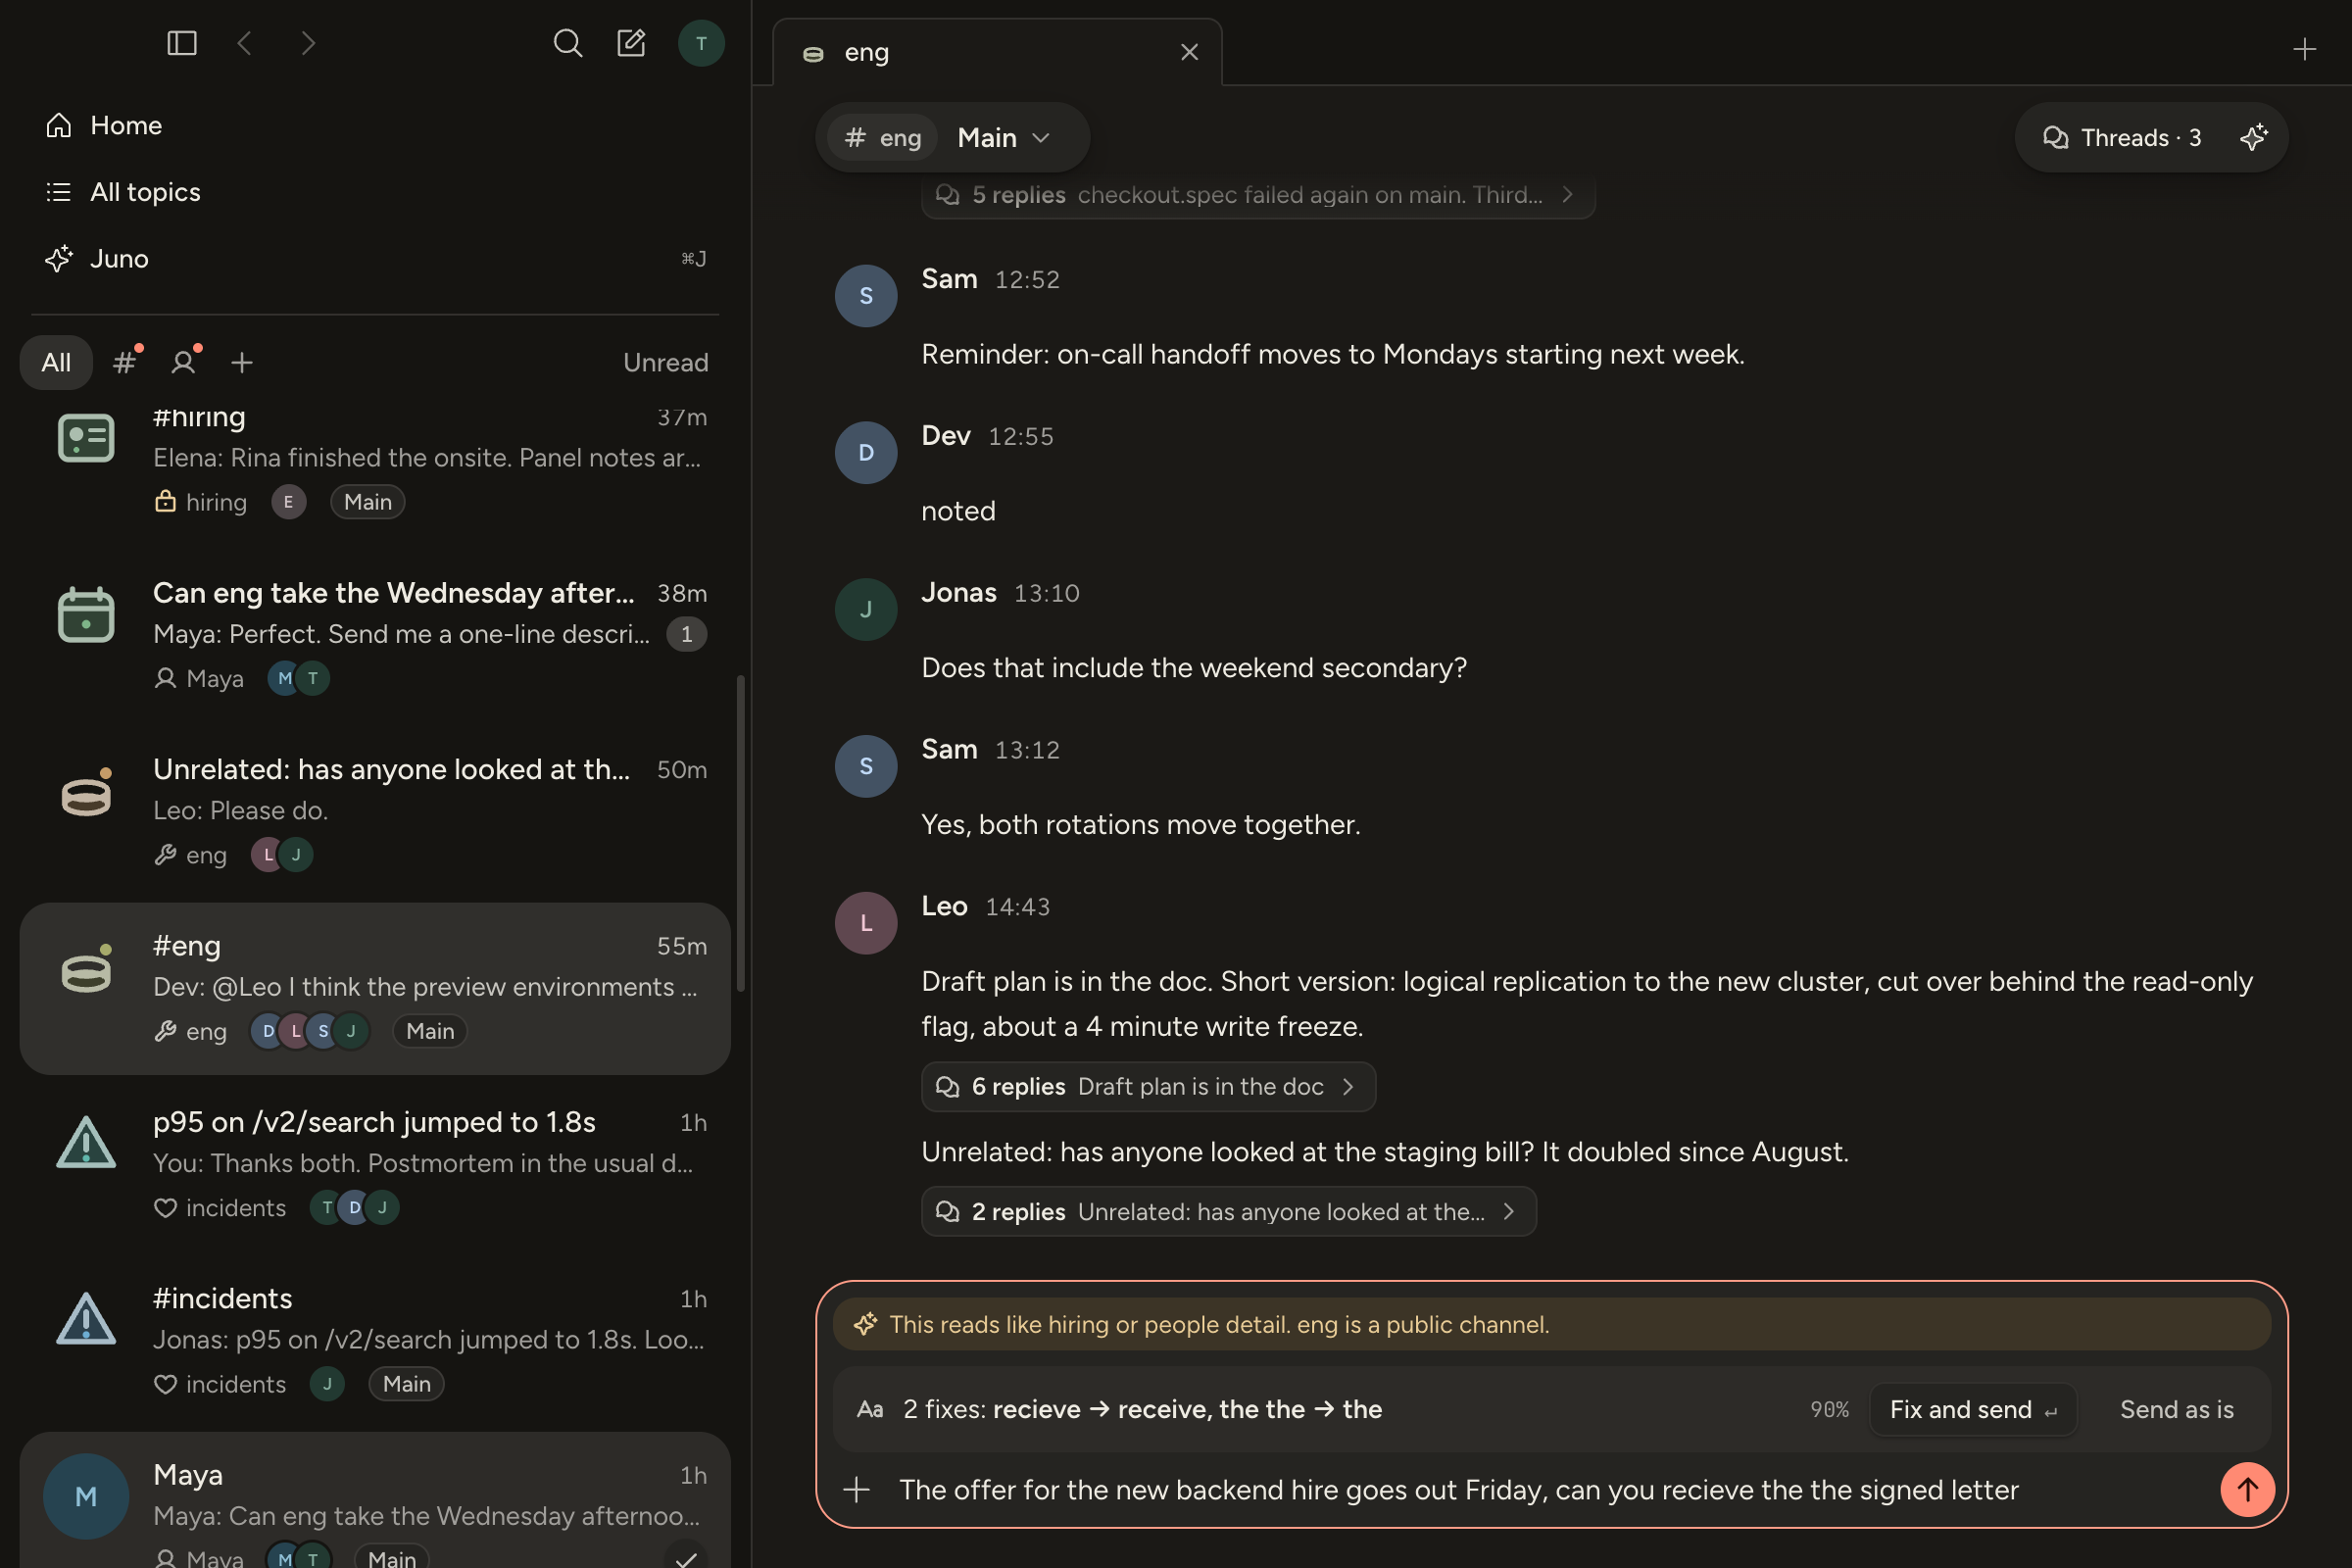 T
Home
All topics
Juno
⌘J
All
Unread
#hiring
37m
Elena: Rina finished the onsite. Panel notes ar...
hiring
E
Main
Can eng take the Wednesday after...
38m
Maya: Perfect. Send me a one-line descri...
1
Maya
M
T
Unrelated: has anyone looked at th...
50m
Leo: Please do.
eng
L
J
#eng
55m
Dev: @Leo I think the preview environments ...
eng
D
L
S
J
Main
p95 on /v2/search jumped to 1.8s
1h
You: Thanks both. Postmortem in the usual d...
incidents
T
D
J
#incidents
1h
Jonas: p95 on /v2/search jumped to 1.8s. Loo...
incidents
J
Main
M
Maya
1h
Maya: Can eng take the Wednesday afternoo...
Maya
M
T
Main
eng
# eng
Main
Threads · 3
5 replies checkout.spec failed again on main. Third...
S
Sam 12:52
Reminder: on-call handoff moves to Mondays starting next week.
D
Dev 12:55
noted
J
Jonas 13:10
Does that include the weekend secondary?
S
Sam 13:12
Yes, both rotations move together.
L
Leo 14:43
Draft plan is in the doc. Short version: logical replication to the new cluster, cut over behind the read-only
flag, about a 4 minute write freeze.
6 replies Draft plan is in the doc
Unrelated: has anyone looked at the staging bill? It doubled since August.
2 replies Unrelated: has anyone looked at the...
This reads like hiring or people detail. eng is a public channel.
Aa 2 fixes: recieve → receive, the the → the
90%
Fix and send ↵
Send as is
The offer for the new backend hire goes out Friday, can you recieve the the signed letter